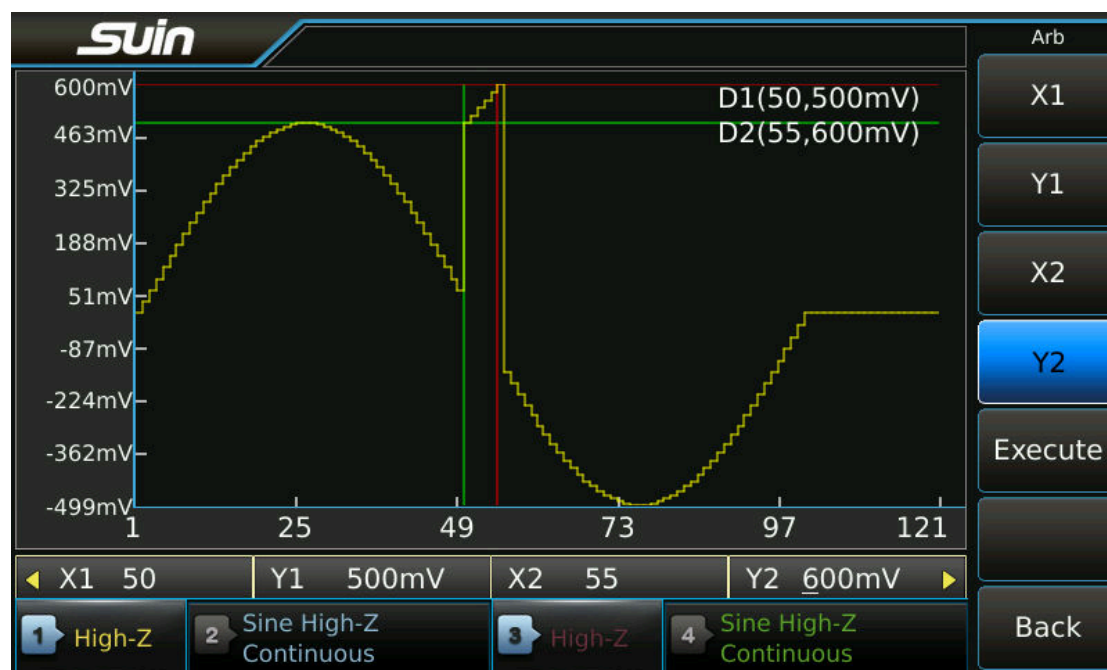 SUIN
Arb
600mV
463mV
325mV
188mV
51mV
-87mV
-224mV
-362mV
-499mV
D1(50,500mV)
D2(55,600mV)
1 25 49 73 97 121
X1
Y1
X2
Y2
Execute
Back
X1 50 Y1 500mV X2 55 Y2 600mV
1 High-Z
2 Sine High-Z
Continuous
3 High-Z
4 Sine High-Z
Continuous